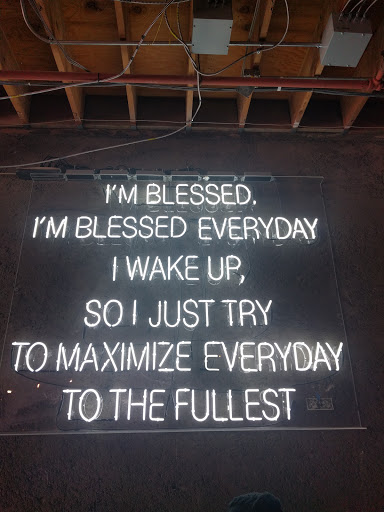 I'M BLESSED.
I'M BLESSED EVERYDAY
I WAKE UP,
SO I JUST TRY
TO MAXIMIZE EVERYDAY
TO THE FULLEST